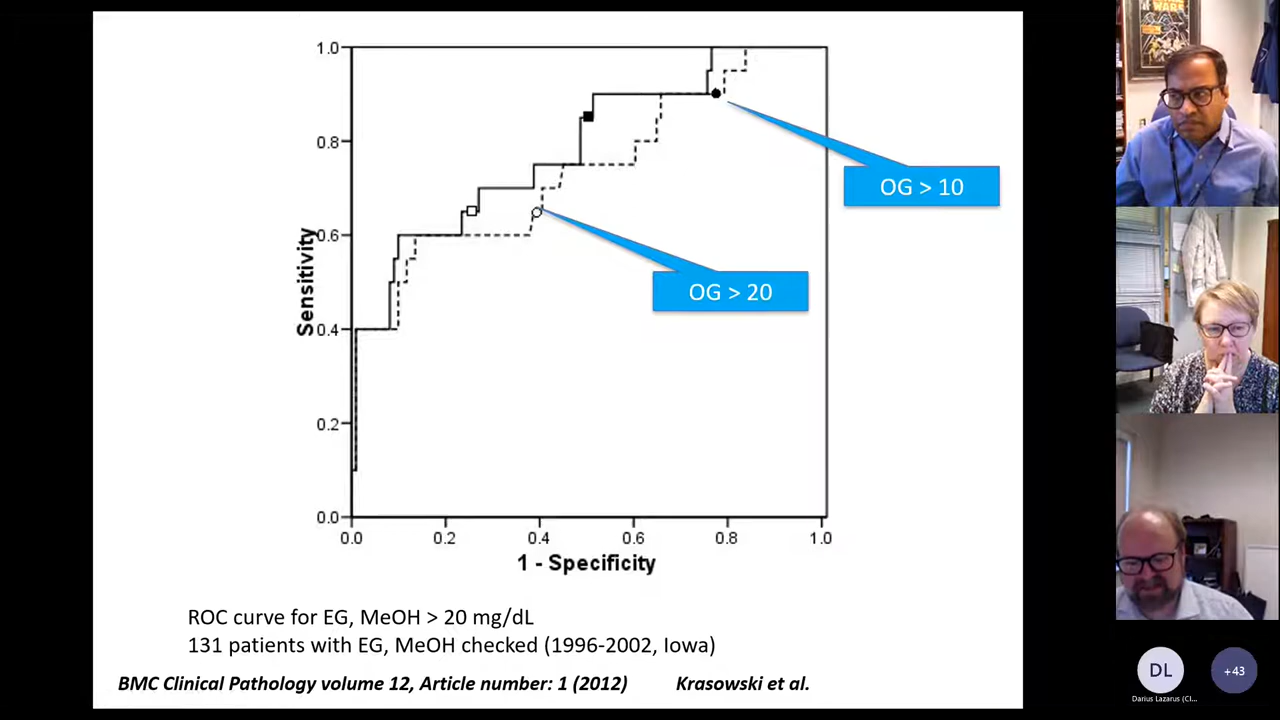 WARS
1.0
0.8
0.6
0.4
0.2
0.0
Sensitivity
0.0 0.2 0.4 0.6 0.8 1.0
1 - Specificity
OG > 10
OG > 20
ROC curve for EG, MeOH > 20 mg/dL
131 patients with EG, MeOH checked (1996-2002, Iowa)
BMC Clinical Pathology volume 12, Article number: 1 (2012) Krasowski et al.
DL
+43
Darius Lazarus (CI...